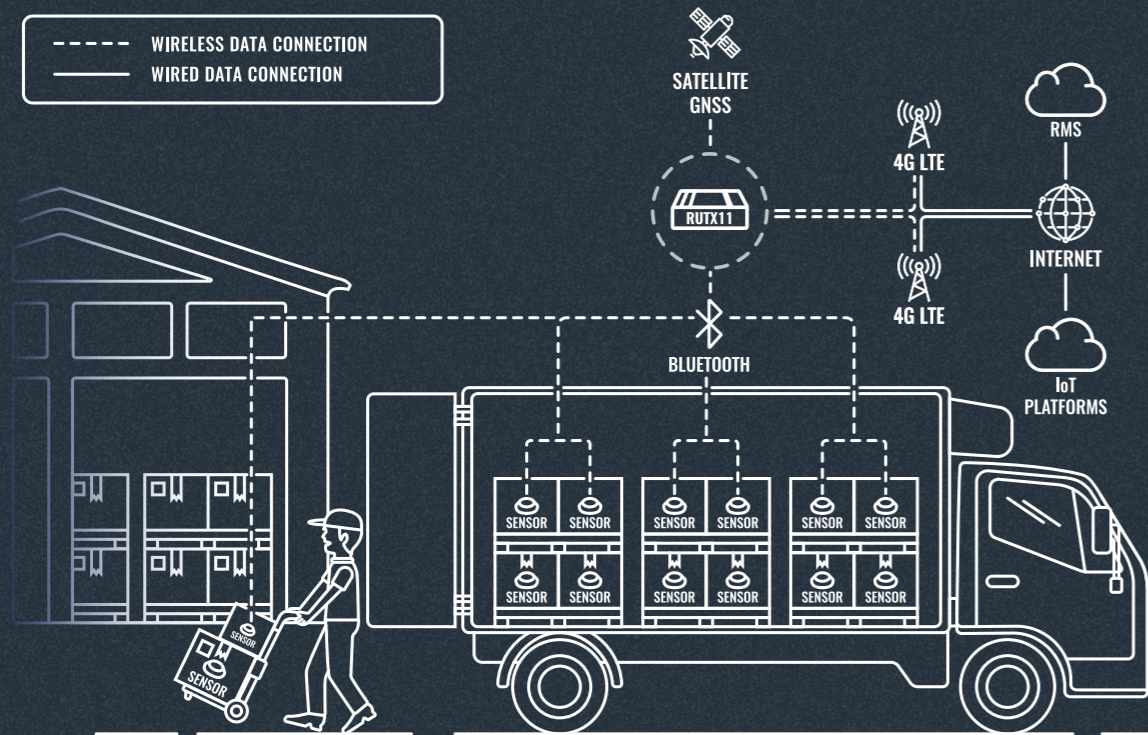 WIRELESS DATA CONNECTION
WIRED DATA CONNECTION
SATELLITE
GNSS
RUTX11
4G LTE
4G LTE
RMS
INTERNET
IoT
PLATFORMS
BLUETOOTH
SENSOR SENSOR SENSOR SENSOR SENSOR SENSOR
SENSOR SENSOR SENSOR SENSOR SENSOR SENSOR
SENSOR
SENSOR